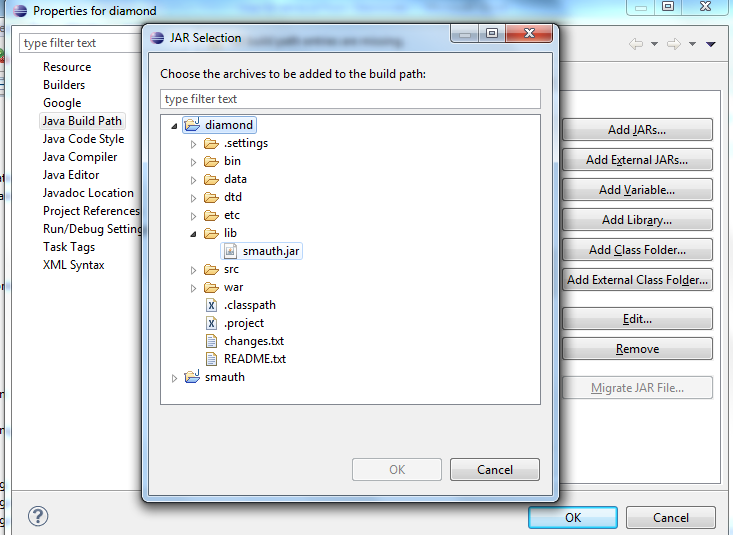 Properties for diamond
JAR Selection
type filter text
Resource
Builders
Google
Java Build Path
Java Code Style
Java Compiler
Java Editor
Javadoc Location
Project References
Run/Debug Setting
Task Tags
XML Syntax
Choose the archives to be added to the build path:
type filter text
diamond
.settings
bin
data
dtd
etc
lib
smauth.jar
src
war
.classpath
.project
changes.txt
README.txt
smauth
OK
Cancel
Add JARs...
Add External JARs...
Add Variable...
Add Library...
Add Class Folder...
Add External Class Folder...
Edit...
Remove
Migrate JAR File...
OK
Cancel